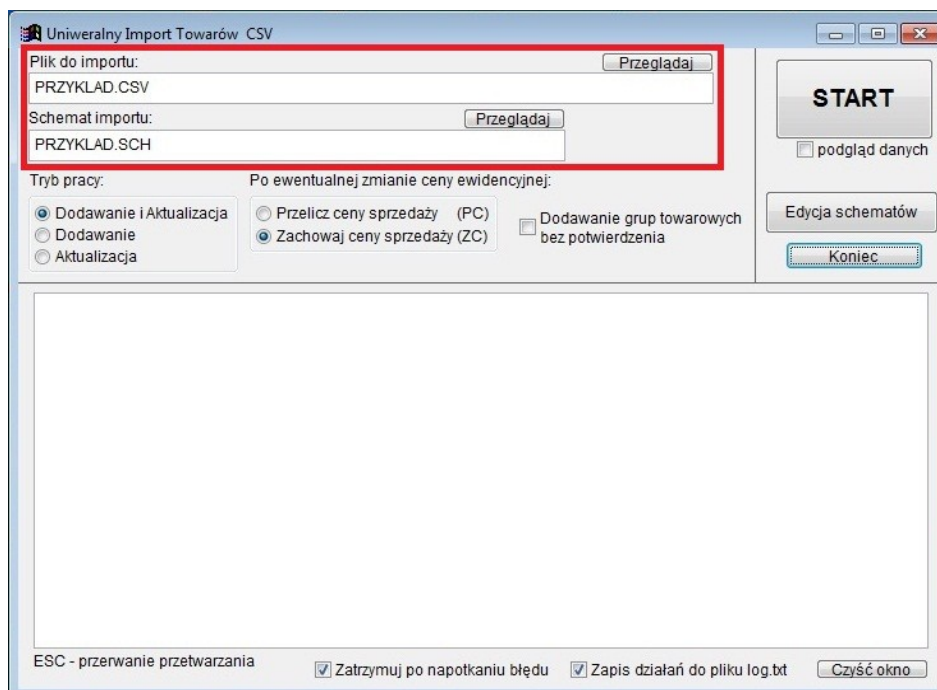 Uniweralny Import Towarów CSV
Plik do importu:
Przeglądaj
PRZYKLAD.CSV
Schemat importu:
Przeglądaj
PRZYKLAD.SCH
START
podgląd danych
Tryb pracy:
Po ewentualnej zmianie ceny ewidencyjnej:
Dodawanie i Aktualizacja
Dodawanie
Aktualizacja
Przelicz ceny sprzedaży (PC)
Zachowaj ceny sprzedaży (ZC)
Dodawanie grup towarowych
bez potwierdzenia
Edycja schematów
Koniec
ESC - przerwanie przetwarzania
Zatrzymuj po napotkaniu błędu
Zapis działań do pliku log.txt
Czyść okno